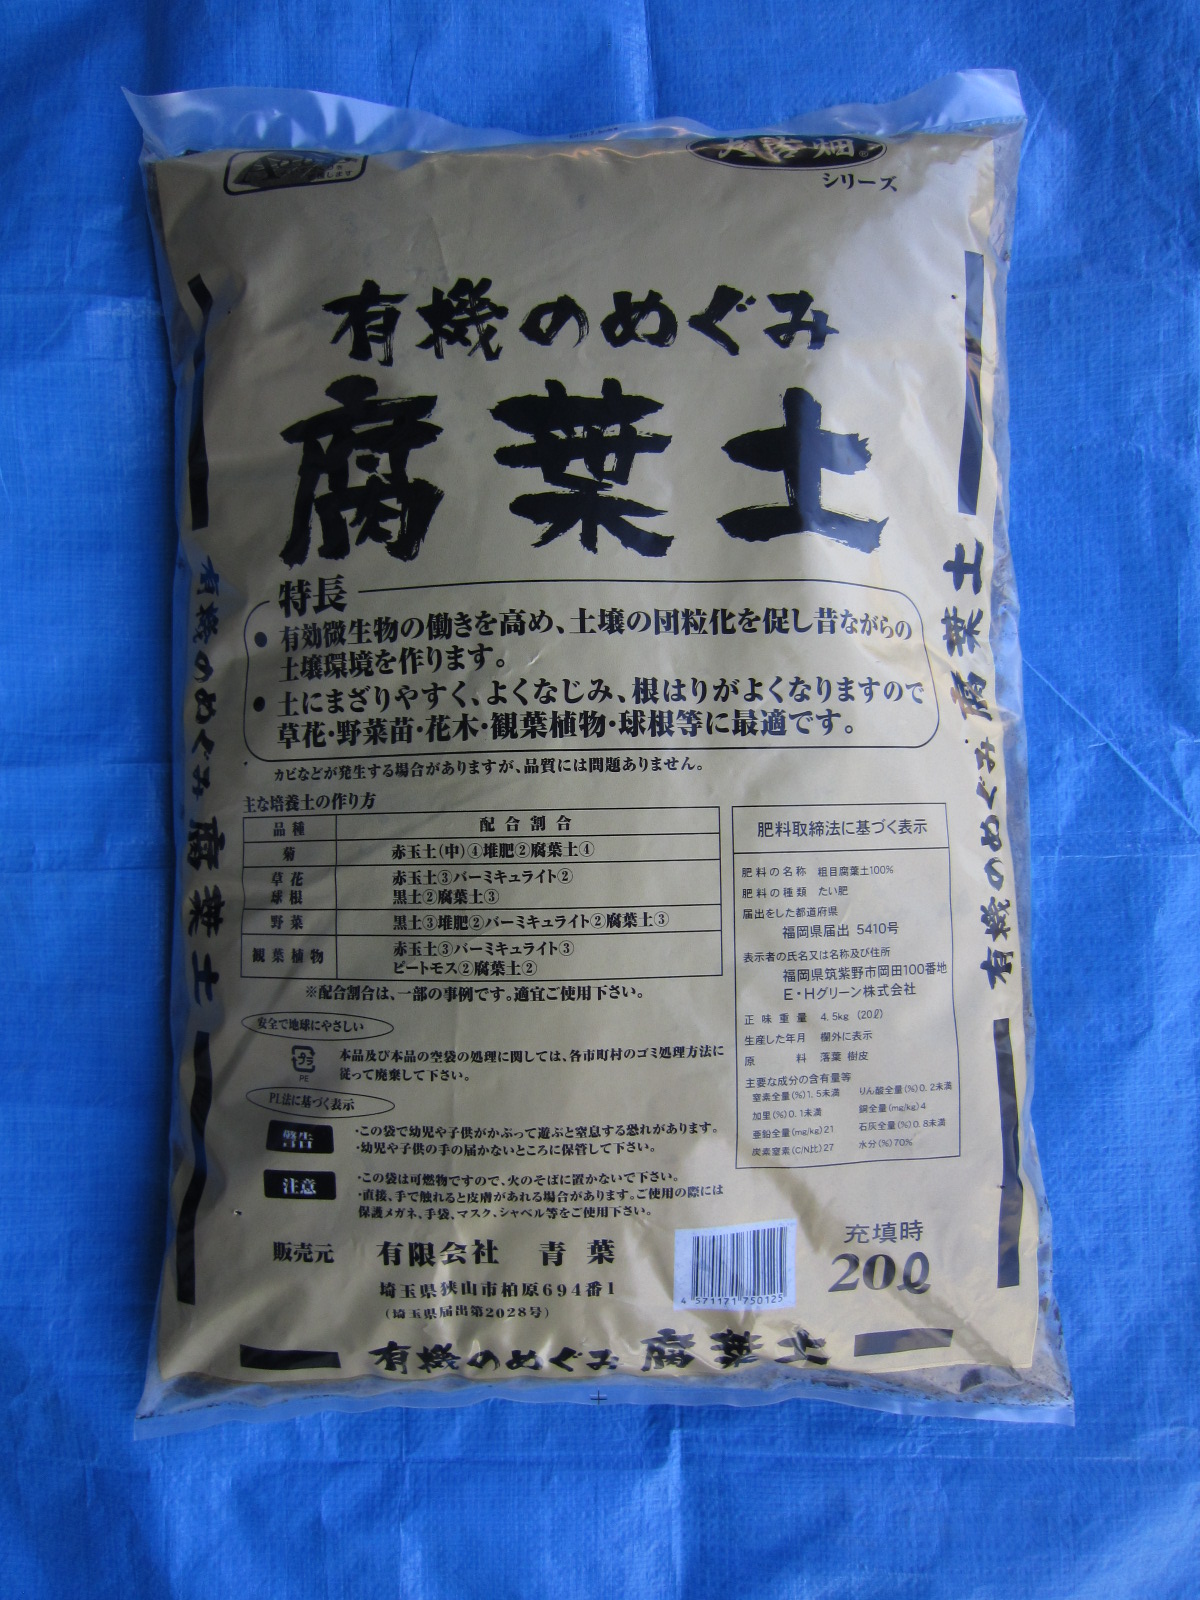 畑®
シリーズ
有機のめぐみ
腐葉土
特長
● 有効微生物の働きを高め、土壌の団粒化を促し昔ながらの
土壌環境を作ります。
● 土にまざりやすく、よくなじみ、根はりがよくなりますので
草花・野菜苗・花木・観葉植物・球根等に最適です。
カビなどが発生する場合がありますが、品質には問題ありません。
主な培養土の作り方
品種 配合割合
菊 赤玉土(中)④堆肥②腐葉土④
草花 赤玉土③バーミキュライト②
球根 黒土②腐葉土③
野菜 黒土③堆肥②バーミキュライト②腐葉土③
観葉植物 赤玉土③バーミキュライト③
ピートモス②腐葉土②
※配合割合は、一部の事例です。適宜ご使用下さい。
安全で地球にやさしい
プラ
PE
本品及び本品の空袋の処理に関しては、各市町村のゴミ処理方法に
従って廃棄して下さい。
PL法に基づく表示
警告
・この袋で幼児や子供がかぶって遊ぶと窒息する恐れがあります。
・幼児や子供の手の届かないところに保管して下さい。
注意
・この袋は可燃物ですので、火のそばに置かないで下さい。
・直接、手で触れると皮膚があれる場合があります。ご使用の際には
保護メガネ、手袋、マスク、シャベル等をご使用下さい。
肥料取締法に基づく表示
肥料の名称 粗目腐葉土100%
肥料の種類 たい肥
届出をした都道府県
福岡県届出 5410号
表示者の氏名又は名称及び住所
福岡県筑紫野市岡田100番地
E・Hグリーン株式会社
正味重量 4.5kg (20ℓ)
生産した年月 欄外に表示
原料 落葉 樹皮
主要な成分の含有量等
窒素全量(%)1.5未満 りん酸全量(%)0.2未満
加里(%)0.1未満 銅全量(mg/kg)4
亜鉛全量(mg/kg)21 石灰全量(%)0.8未満
炭素窒素(C/N比)27 水分(%)70%
販売元 有限会社 青葉
埼玉県狭山市柏原694番1
(埼玉県届出第2028号)
4 571171 750125
充填時
20ℓ
有機のめぐみ 腐葉土
有機のめぐみ 腐葉土
有機のめぐみ 腐葉土